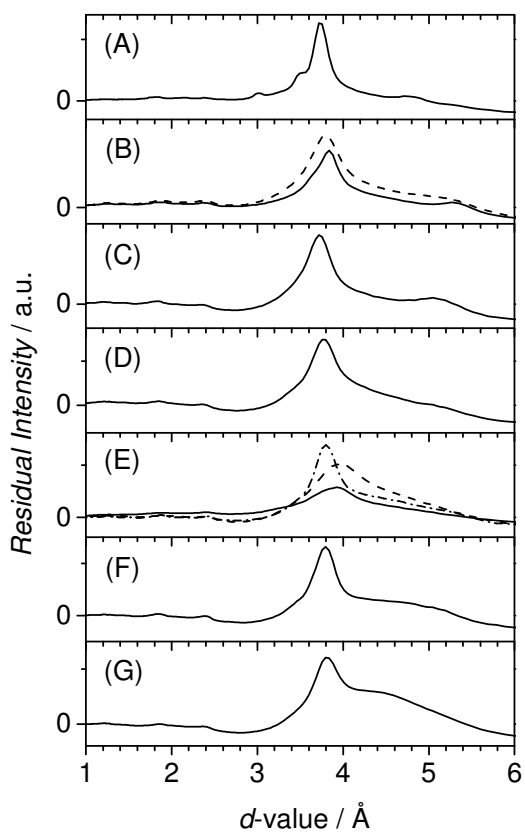 (A)
0
(B)
0
(C)
0
(D)
0
(E)
0
(F)
0
(G)
0
Residual Intensity / a.u.
1 2 3 4 5 6
d-value / Å